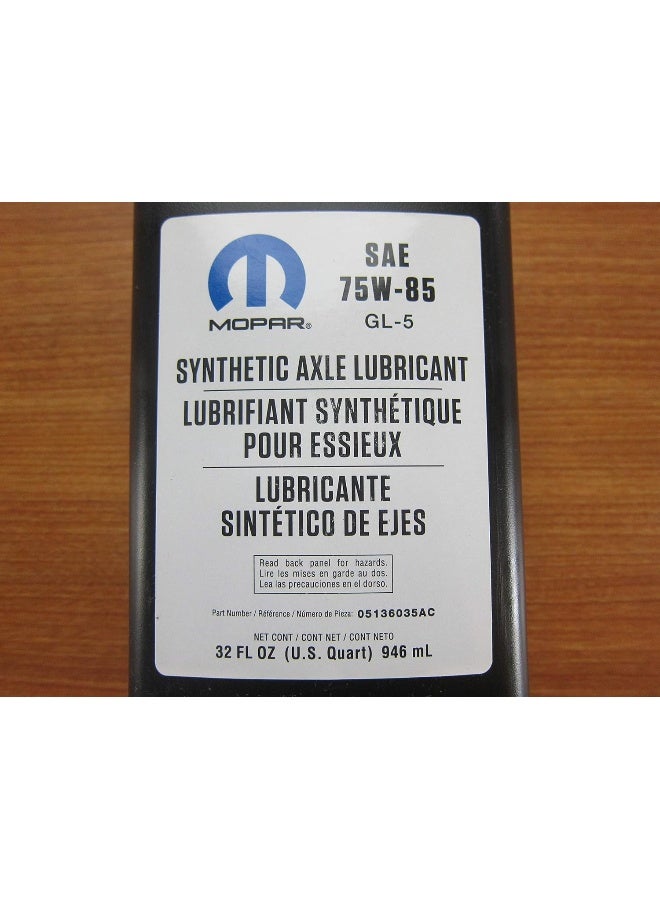 MOPAR®
SAE
75W-85
GL-5
SYNTHETIC AXLE LUBRICANT
LUBRIFIANT SYNTHÉTIQUE
POUR ESSIEUX
LUBRICANTE
SINTÉTICO DE EJES
Read back panel for hazards.
Lire les mises en garde au dos.
Lea las precauciones en el dorso.
Part Number / Référence / Número de Pieza: 05136035AC
NET CONT / CONT NET / CONT NETO
32 FL OZ (U.S. Quart) 946 mL